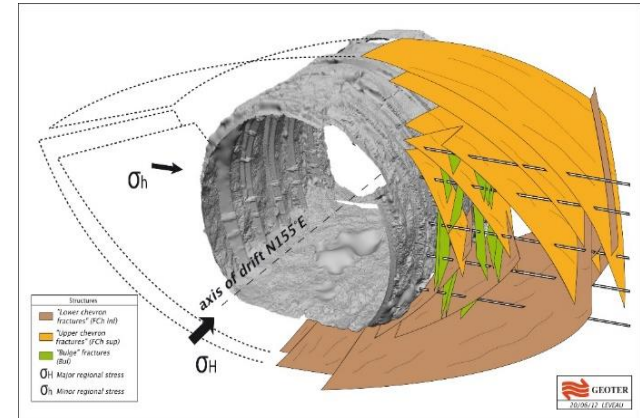 σh
axis of drift N155°E
σH
Structures
"Lower chevron
fractures" (FCh inf)
"Upper chevron
fractures" (FCh sup)
"Bulge" fractures
(Bul)
σH Major regional stress
σh Minor regional stress
GEOTER
20/06/12 LEVEAU